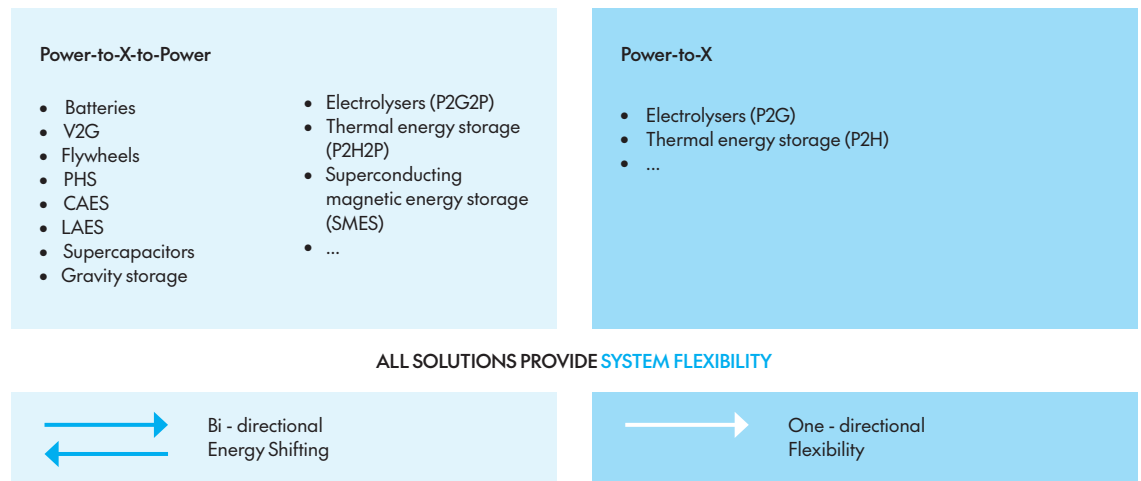 Power-to-X-to-Power
• Batteries
• V2G
• Flywheels
• PHS
• CAES
• LAES
• Supercapacitors
• Gravity storage
• Electrolysers (P2G2P)
• Thermal energy storage
(P2H2P)
• Superconducting
magnetic energy storage
(SMES)
• ...
Power-to-X
• Electrolysers (P2G)
• Thermal energy storage (P2H)
• ...
ALL SOLUTIONS PROVIDE SYSTEM FLEXIBILITY
Bi - directional
Energy Shifting
One - directional
Flexibility